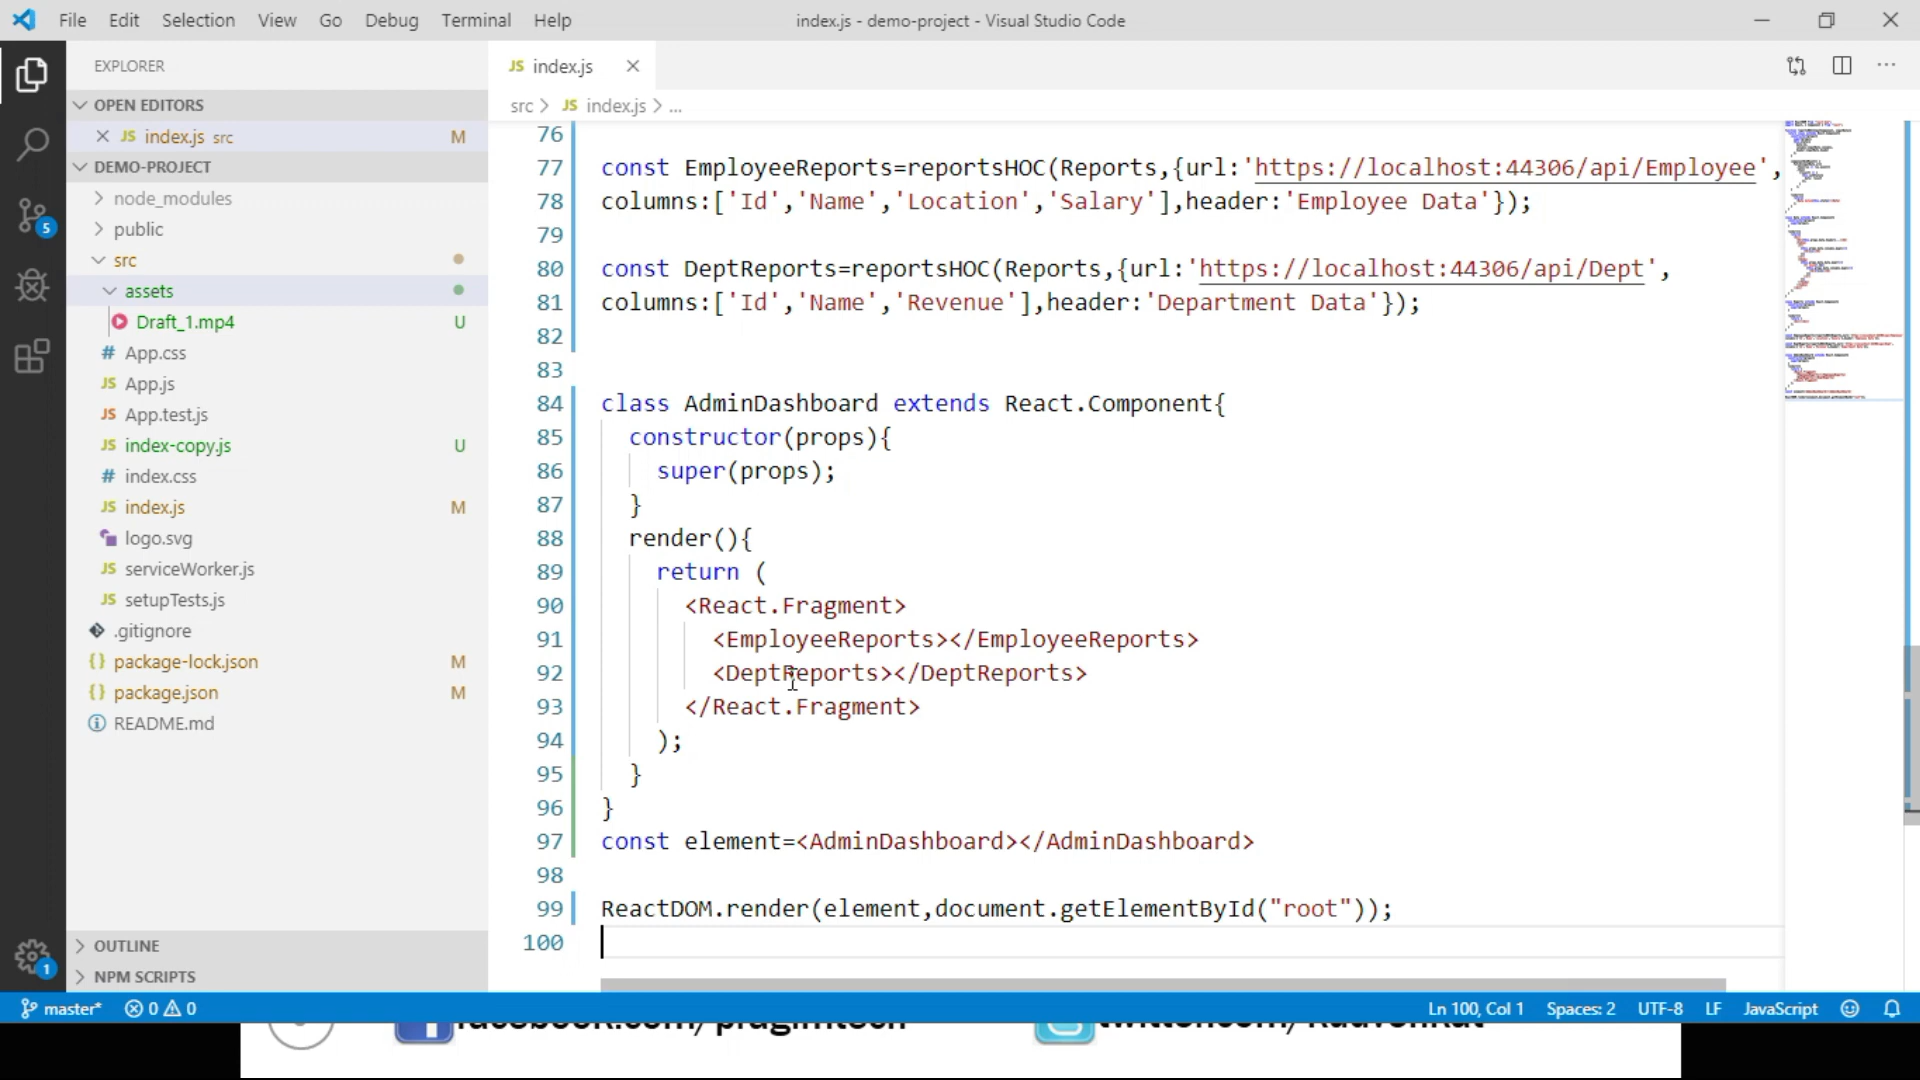 File Edit Selection View Go Debug Terminal Help
index.js - demo-project - Visual Studio Code
EXPLORER
OPEN EDITORS
JS index.js src M
DEMO-PROJECT
node_modules
public
src
assets
Draft_1.mp4 U
# App.css
JS App.js
JS App.test.js
JS index-copy.js U
# index.css
JS index.js M
logo.svg
JS serviceWorker.js
JS setupTests.js
.gitignore
{} package-lock.json M
{} package.json M
README.md
OUTLINE
NPM SCRIPTS
5
1
JS index.js
src > JS index.js > ...
76
77 const EmployeeReports=reportsHOC(Reports,{url:'https://localhost:44306/api/Employee',
78 columns:['Id','Name','Location','Salary'],header:'Employee Data'});
79
80 const DeptReports=reportsHOC(Reports,{url:'https://localhost:44306/api/Dept',
81 columns:['Id','Name','Revenue'],header:'Department Data'});
82
83
84 class AdminDashboard extends React.Component{
85 constructor(props){
86 super(props);
87 }
88 render(){
89 return (
90 <React.Fragment>
91 <EmployeeReports></EmployeeReports>
92 <DeptReports></DeptReports>
93 </React.Fragment>
94 );
95 }
96 }
97 const element=<AdminDashboard></AdminDashboard>
98
99 ReactDOM.render(element,document.getElementById("root"));
100
master* 0 0 Ln 100, Col 1 Spaces: 2 UTF-8 LF JavaScript
facebook.com/pragimtech